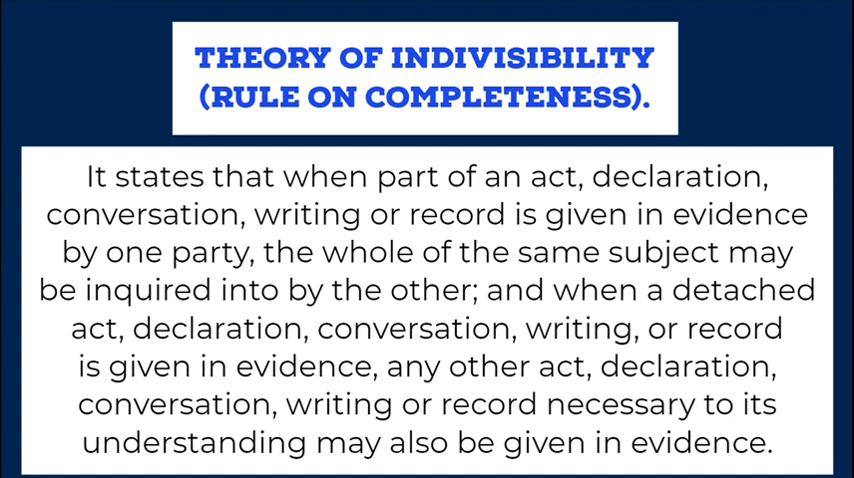 THEORY OF INDIVISIBILITY
(RULE ON COMPLETENESS).
It states that when part of an act, declaration,
conversation, writing or record is given in evidence
by one party, the whole of the same subject may
be inquired into by the other; and when a detached
act, declaration, conversation, writing, or record
is given in evidence, any other act, declaration,
conversation, writing or record necessary to its
understanding may also be given in evidence.